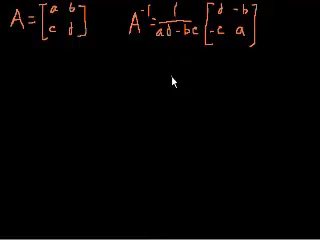 A = [a b; c d]   A⁻¹ = 1/(ad - bc) [d -b; -c a]